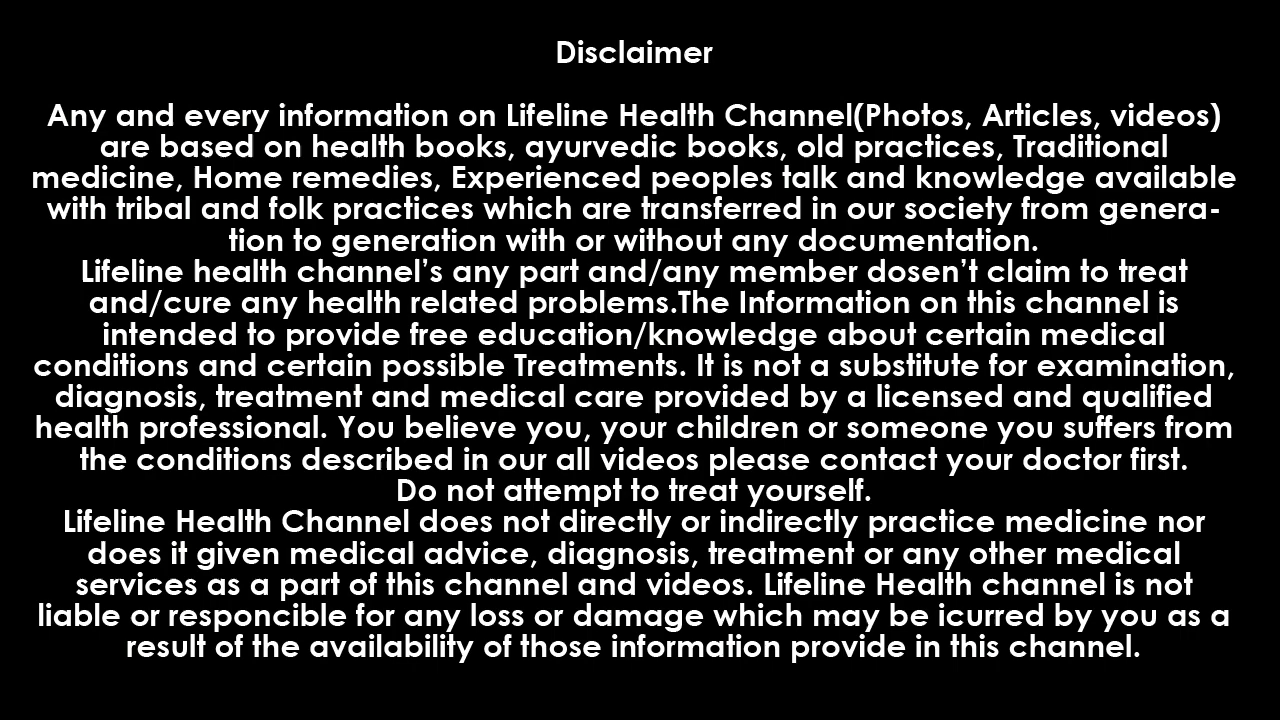 Disclaimer
Any and every information on Lifeline Health Channel(Photos, Articles, videos)
are based on health books, ayurvedic books, old practices, Traditional
medicine, Home remedies, Experienced peoples talk and knowledge available
with tribal and folk practices which are transferred in our society from genera-
tion to generation with or without any documentation.
Lifeline health channel’s any part and/any member dosen’t claim to treat
and/cure any health related problems.The Information on this channel is
intended to provide free education/knowledge about certain medical
conditions and certain possible Treatments. It is not a substitute for examination,
diagnosis, treatment and medical care provided by a licensed and qualified
health professional. You believe you, your children or someone you suffers from
the conditions described in our all videos please contact your doctor first.
Do not attempt to treat yourself.
Lifeline Health Channel does not directly or indirectly practice medicine nor
does it given medical advice, diagnosis, treatment or any other medical
services as a part of this channel and videos. Lifeline Health channel is not
liable or responcible for any loss or damage which may be icurred by you as a
result of the availability of those information provide in this channel.